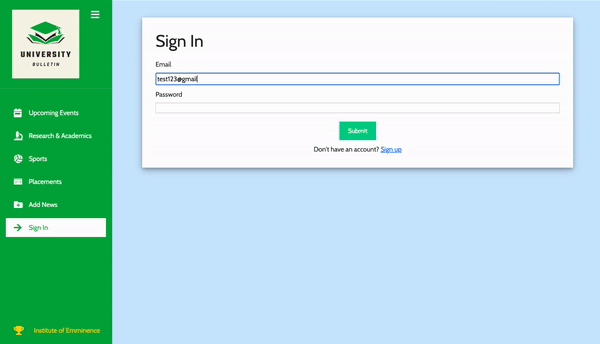 UNIVERSITY
BULLETIN
Upcoming Events
Research & Academics
Sports
Placements
Add News
Sign In
Institute of Emminence
Sign In
Email
test123@gmail
Password
Submit
Don't have an account? Sign up